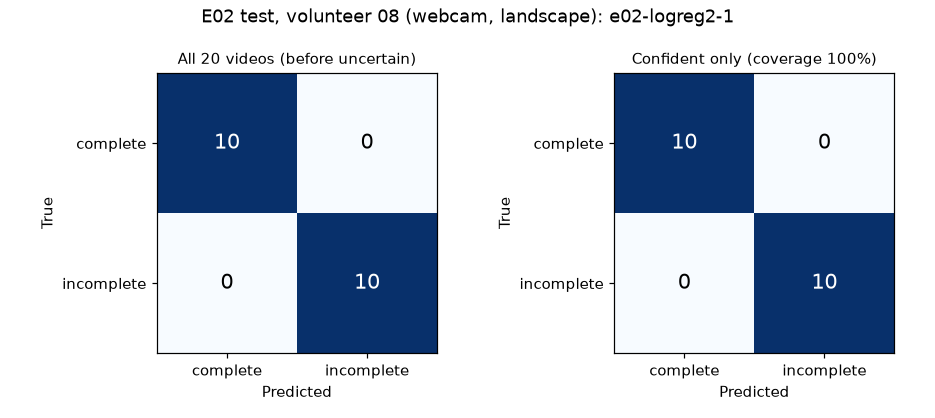 E02 test, volunteer 08 (webcam, landscape): e02-logreg2-1
All 20 videos (before uncertain)
True
complete
10
0
incomplete
0
10
complete
incomplete
Predicted
Confident only (coverage 100%)
True
complete
10
0
incomplete
0
10
complete
incomplete
Predicted